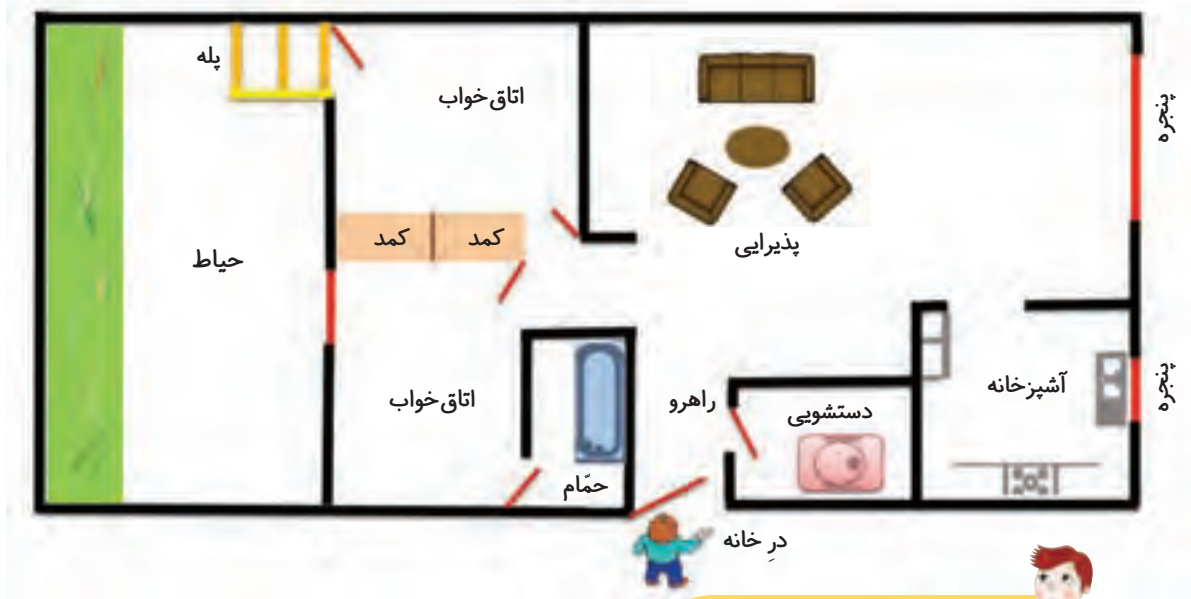 پله
اتاق‌خواب
پنجره
کمد
کمد
پذیرایی
حیاط
آشپزخانه
پنجره
اتاق‌خواب
راهرو
دستشویی
حمّام
درِ خانه